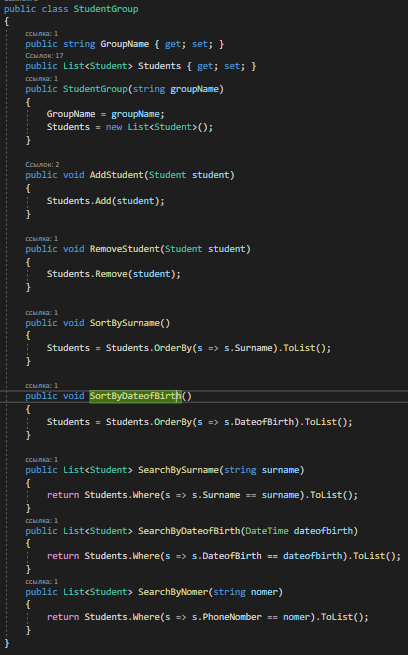 public class StudentGroup
{
ссылка: 1
public string GroupName { get; set; }
Ссылок: 17
public List<Student> Students { get; set; }
ссылка: 1
public StudentGroup(string groupName)
{
GroupName = groupName;
Students = new List<Student>();
}
Ссылок: 2
public void AddStudent(Student student)
{
Students.Add(student);
}
ссылка: 1
public void RemoveStudent(Student student)
{
Students.Remove(student);
}
ссылка: 1
public void SortBySurname()
{
Students = Students.OrderBy(s => s.Surname).ToList();
}
ссылка: 1
public void SortByDateofBirth()
{
Students = Students.OrderBy(s => s.DateofBirth).ToList();
}
ссылка: 1
public List<Student> SearchBySurname(string surname)
{
return Students.Where(s => s.Surname == surname).ToList();
}
ссылка: 1
public List<Student> SearchByDateofBirth(DateTime dateofbirth)
{
return Students.Where(s => s.DateofBirth == dateofbirth).ToList();
}
ссылка: 1
public List<Student> SearchByNomer(string nomer)
{
return Students.Where(s => s.PhoneNomber == nomer).ToList();
}
}